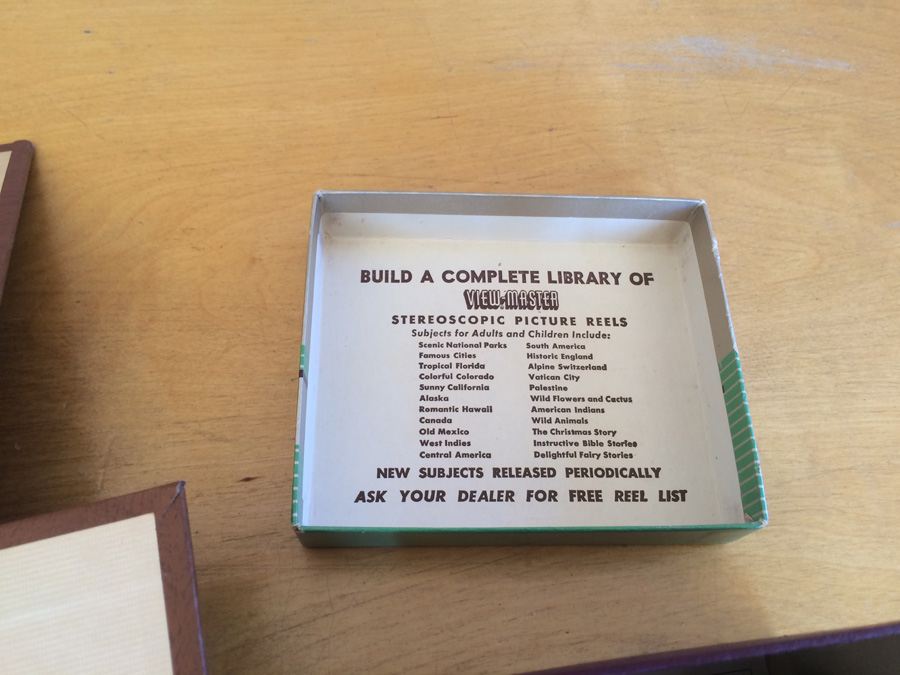 BUILD A COMPLETE LIBRARY OF
VIEW-MASTER
STEREOSCOPIC PICTURE REELS
Subjects for Adults and Children Include:
Scenic National Parks
Famous Cities
Tropical Florida
Colorful Colorado
Sunny California
Alaska
Romantic Hawaii
Canada
Old Mexico
West Indies
Central America
South America
Historic England
Alpine Switzerland
Vatican City
Palestine
Wild Flowers and Cactus
American Indians
Wild Animals
The Christmas Story
Instructive Bible Stories
Delightful Fairy Stories
NEW SUBJECTS RELEASED PERIODICALLY
ASK YOUR DEALER FOR FREE REEL LIST